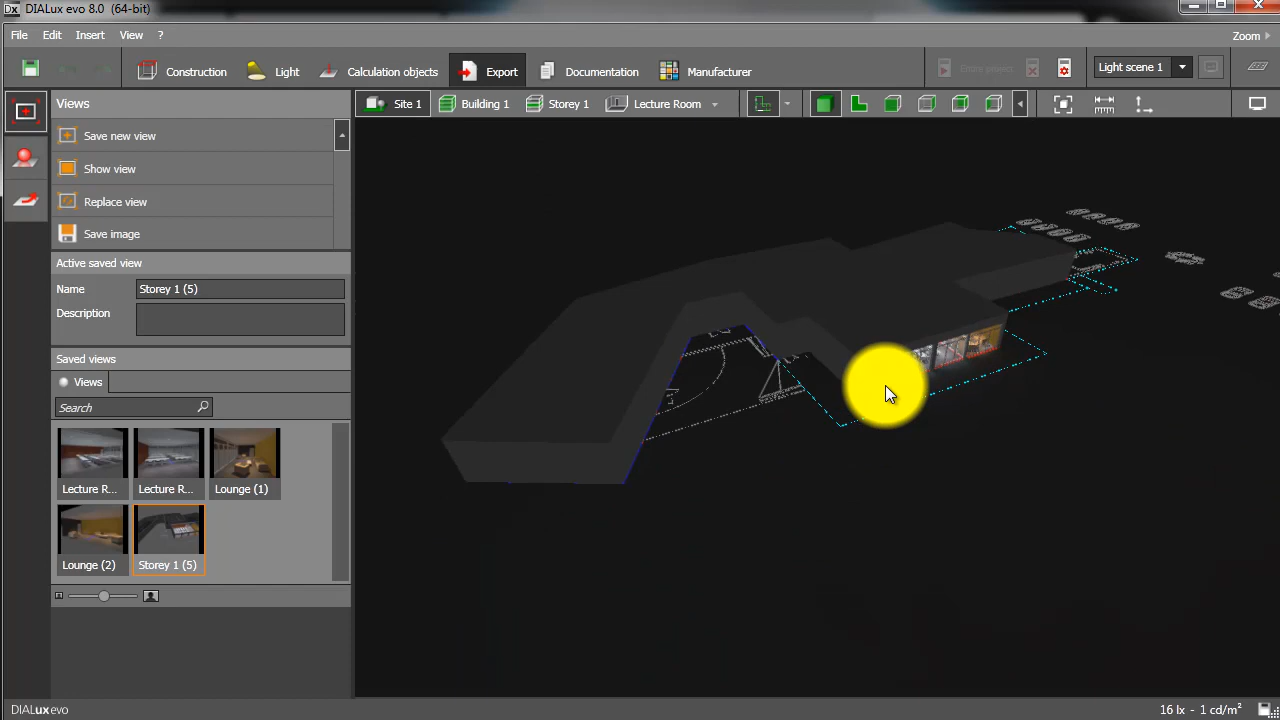 Dx DIALux evo 8.0 (64-bit)
File Edit Insert View ? Zoom
Construction Light Calculation objects Export Documentation Manufacturer Entire project Light scene 1
Views Site 1 Building 1 Storey 1 Lecture Room
Save new view
Show view
Replace view
Save image
Active saved view
Name Storey 1 (5)
Description
Saved views
Views
Search
Lecture R... Lecture R... Lounge (1)
Lounge (2) Storey 1 (5)
DIALux evo 16 lx - 1 cd/m²